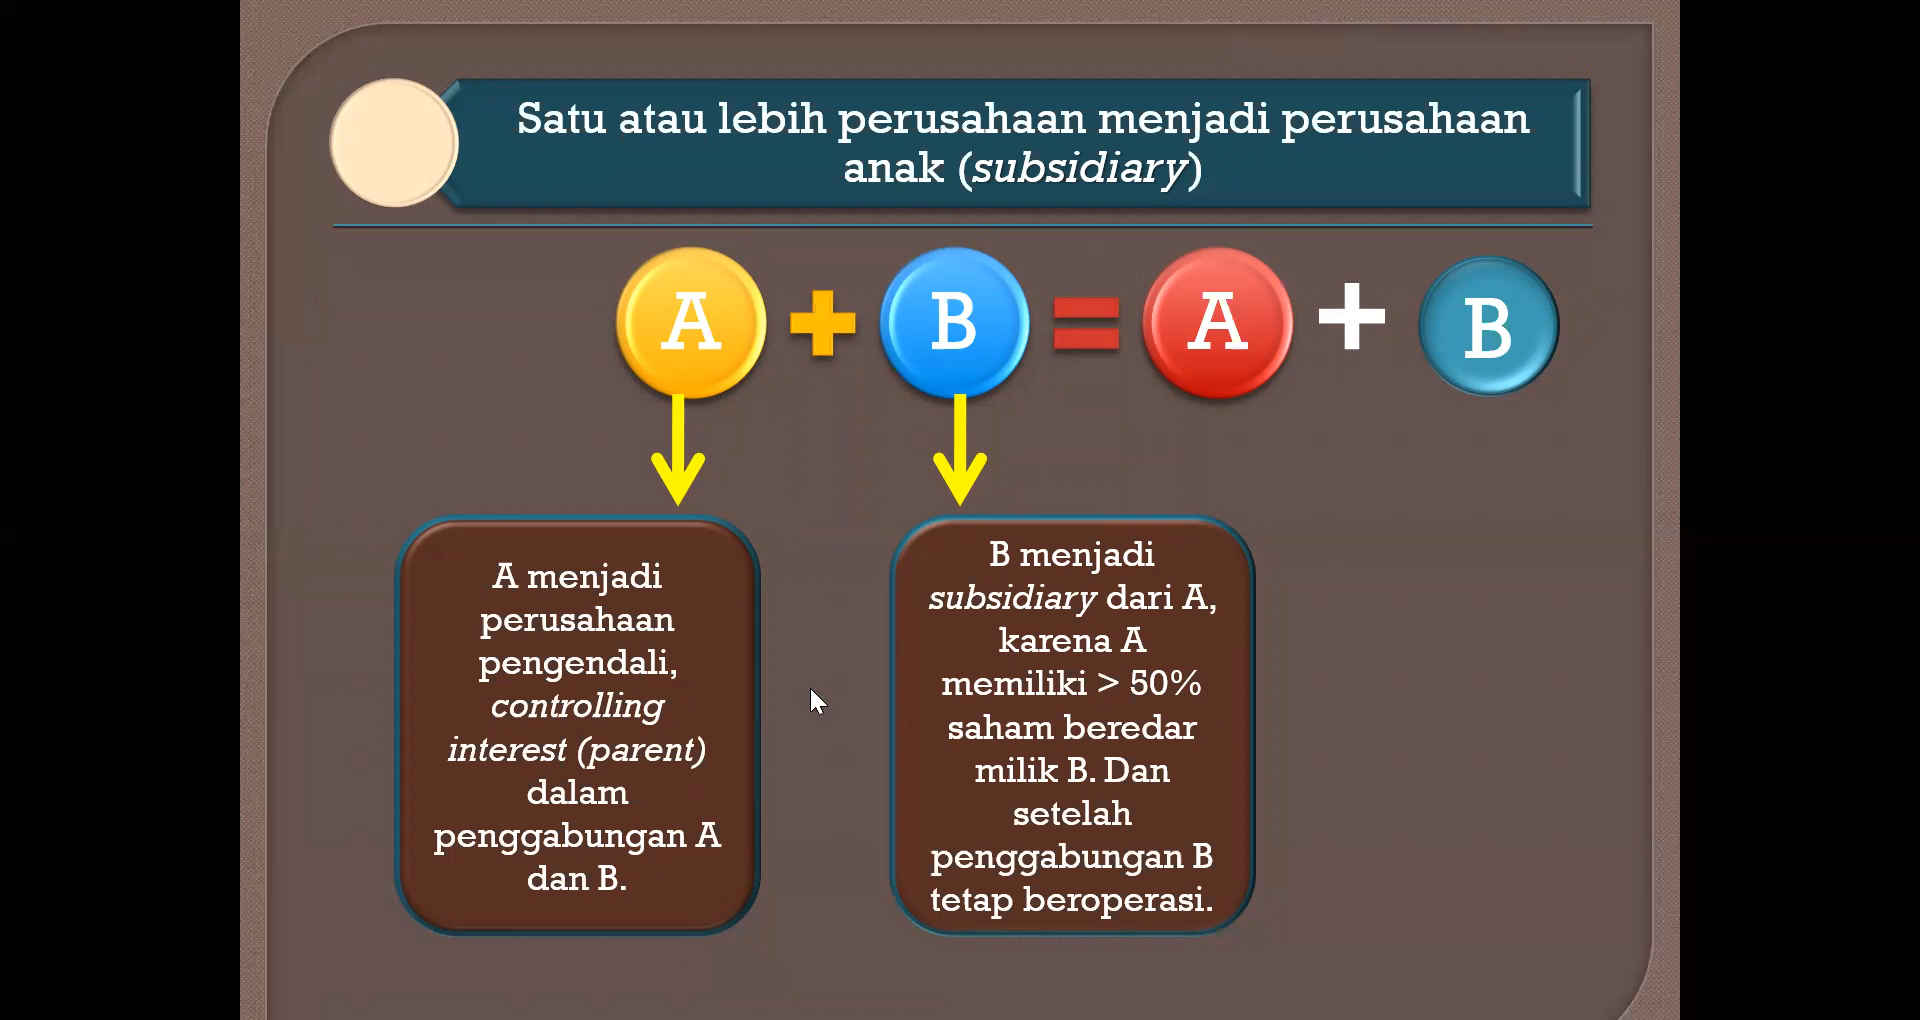 Satu atau lebih perusahaan menjadi perusahaan
anak (subsidiary)
A + B = A + B
A menjadi
perusahaan
pengendali,
controlling
interest (parent)
dalam
penggabungan A
dan B.
B menjadi
subsidiary dari A,
karena A
memiliki > 50%
saham beredar
milik B. Dan
setelah
penggabungan B
tetap beroperasi.